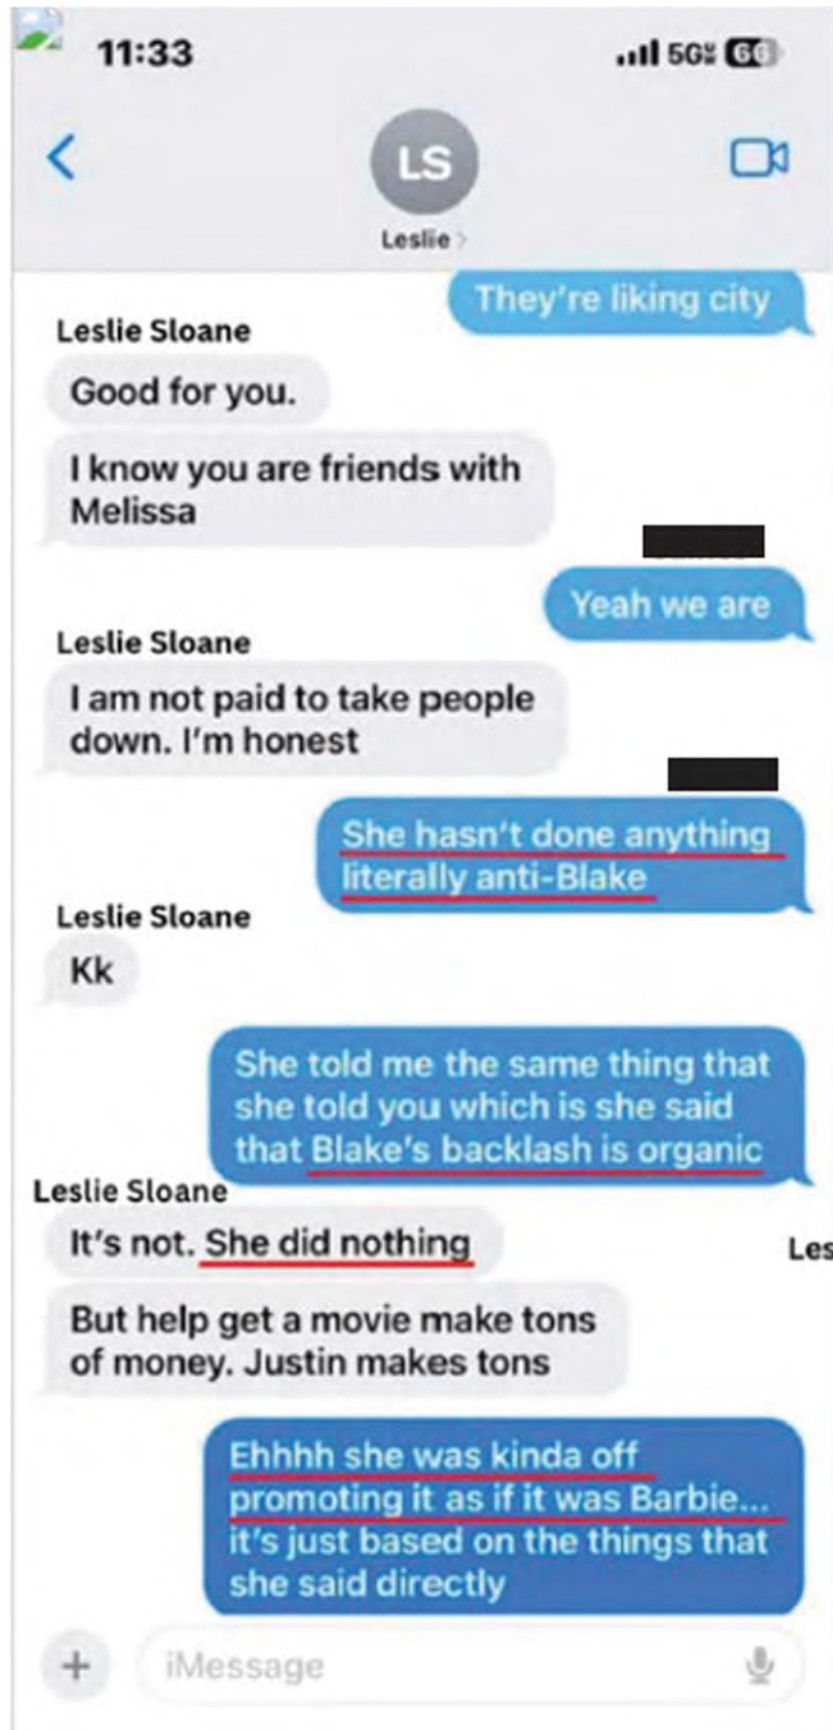 11:33
5G 66
LS
Leslie
They're liking city
Leslie Sloane
Good for you.
I know you are friends with
Melissa
Yeah we are
Leslie Sloane
I am not paid to take people
down. I'm honest
She hasn't done anything
literally anti-Blake
Leslie Sloane
Kk
She told me the same thing that
she told you which is she said
that Blake's backlash is organic
Leslie Sloane
It's not. She did nothing
Les
But help get a movie make tons
of money. Justin makes tons
Ehhhh she was kinda off
promoting it as if it was Barbie...
it's just based on the things that
she said directly
iMessage